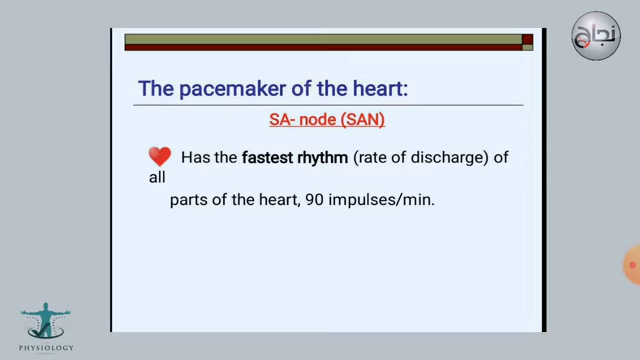 نجاح
The pacemaker of the heart:
SA- node (SAN)
Has the fastest rhythm (rate of discharge) of
all
parts of the heart, 90 impulses/min.
PHYSIOLOGY